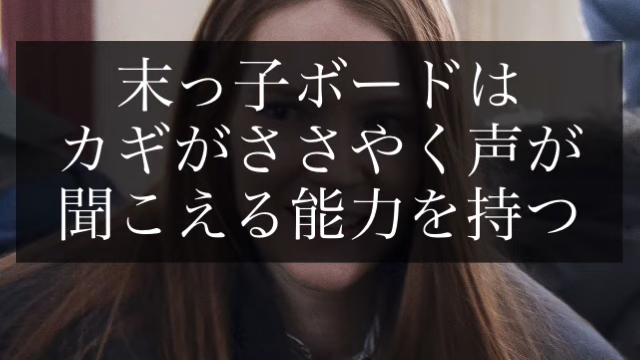 末っ子ボードは
カギがささやく声が
聞こえる能力を持つ